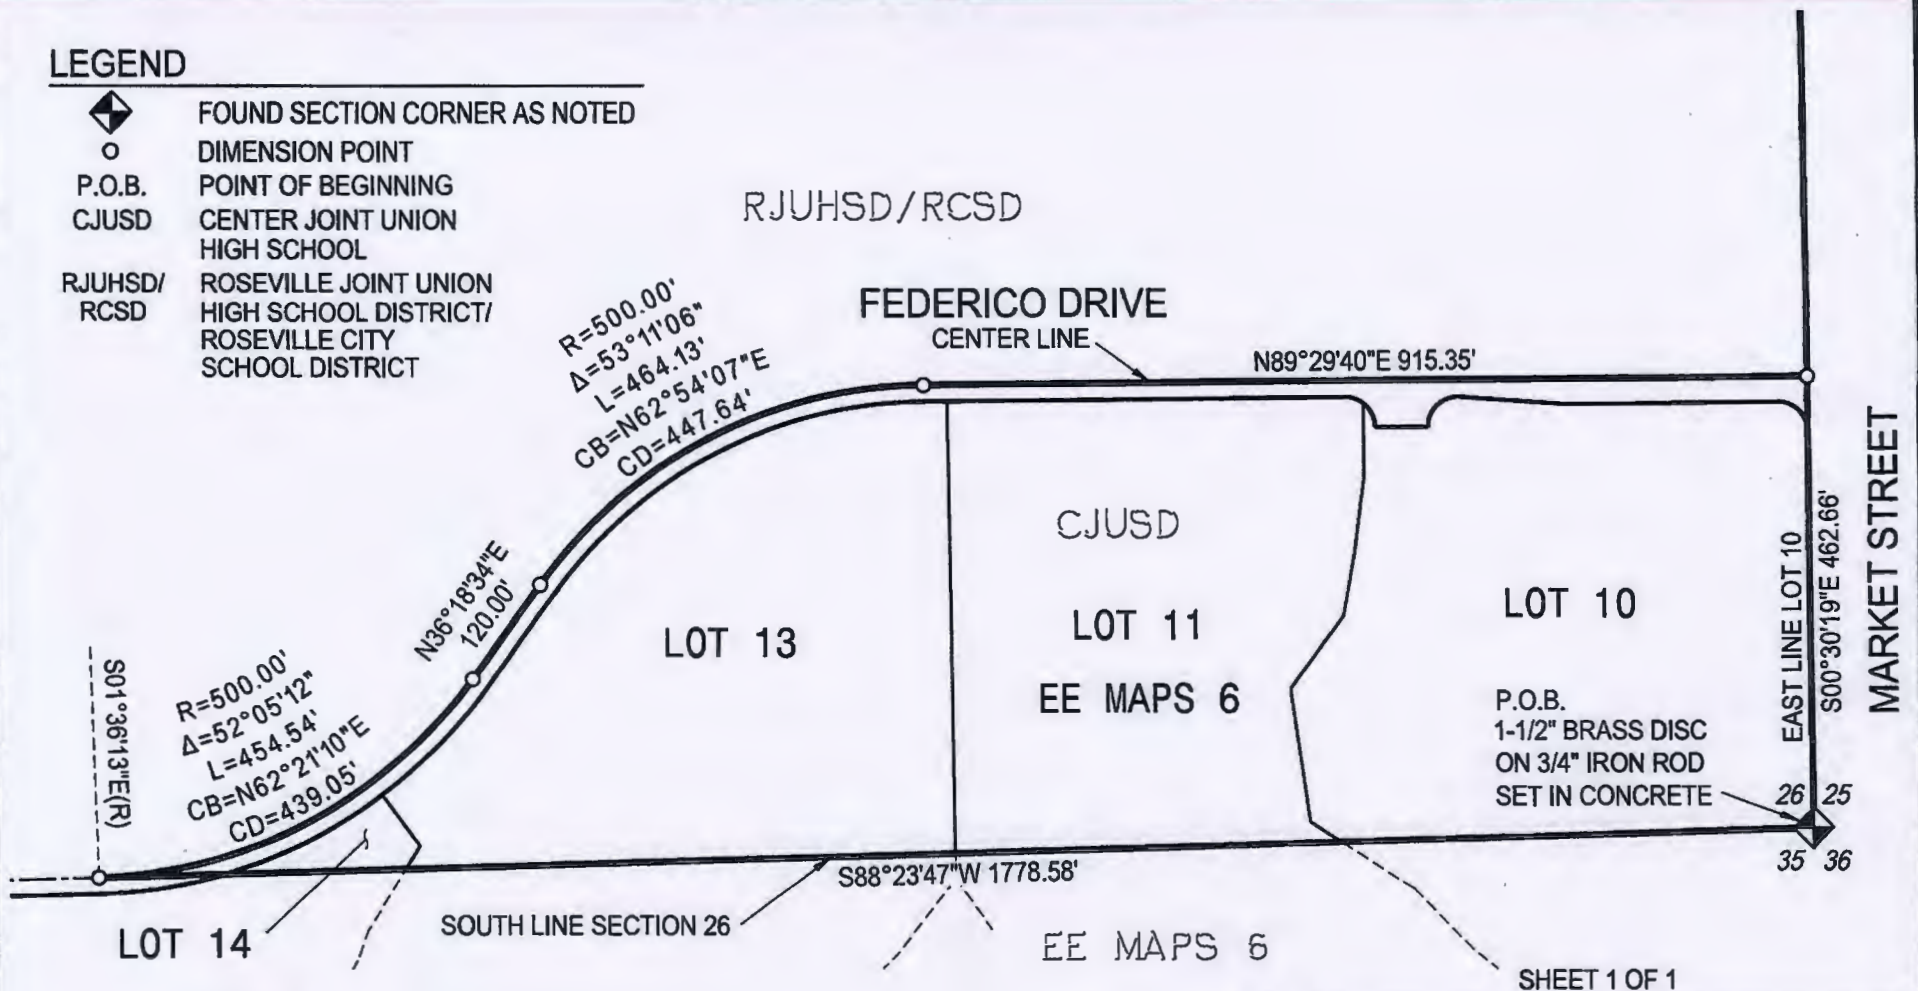 LEGEND
FOUND SECTION CORNER AS NOTED
DIMENSION POINT
P.O.B. POINT OF BEGINNING
CJUSD CENTER JOINT UNION
HIGH SCHOOL
RJUHSD/ ROSEVILLE JOINT UNION
RCSD HIGH SCHOOL DISTRICT/
ROSEVILLE CITY
SCHOOL DISTRICT
RJUHSD/RCSD
FEDERICO DRIVE
CENTER LINE
N89°29'40"E 915.35'
R=500.00'
Δ=53°11'06"
L=464.13'
CB=N62°54'07"E
CD=447.64'
N36°18'34"E
120.00'
R=500.00'
Δ=52°05'12"
L=454.54'
CB=N62°21'10"E
CD=439.05'
S01°36'13"E(R)
LOT 13
CJUSD
LOT 11
EE MAPS 6
LOT 10
P.O.B.
1-1/2" BRASS DISC
ON 3/4" IRON ROD
SET IN CONCRETE
EAST LINE LOT 10
S00°30'19"E 462.66'
MARKET STREET
26 25
35 36
S88°23'47"W 1778.58'
SOUTH LINE SECTION 26
LOT 14
EE MAPS 6
SHEET 1 OF 1